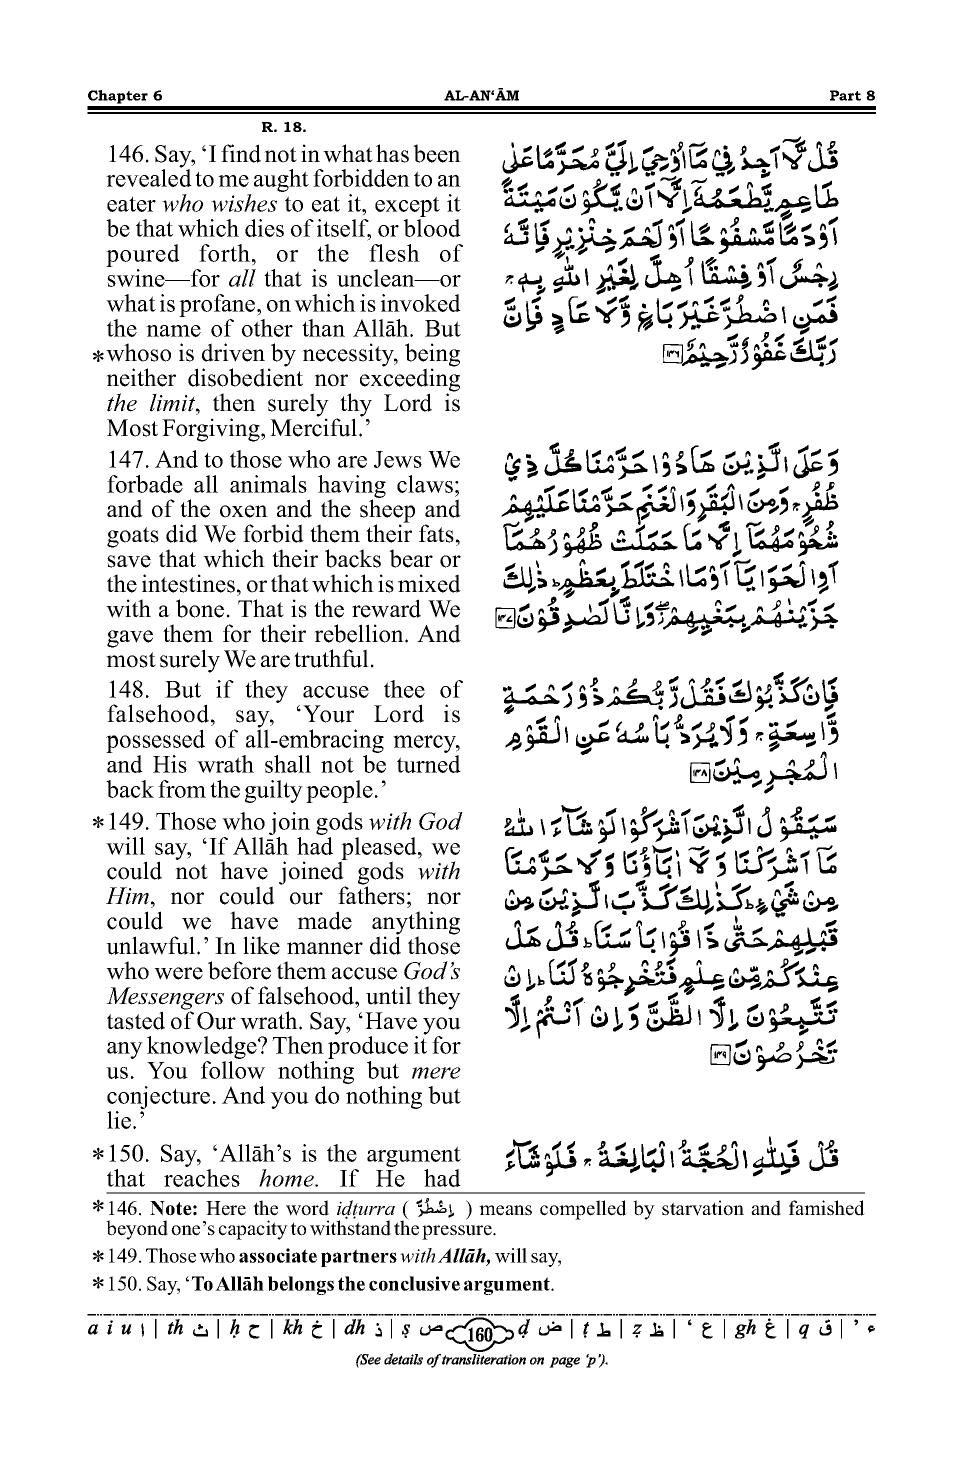 Chapter 6 AL-AN‘ĀM Part 8
R. 18.
146. Say, ‘I find not in what has been
revealed to me aught forbidden to an
eater who wishes to eat it, except it
be that which dies of itself, or blood
poured forth, or the flesh of
swine—for all that is unclean—or
what is profane, on which is invoked
the name of other than Allāh. But
*whoso is driven by necessity, being
neither disobedient nor exceeding
the limit, then surely thy Lord is
Most Forgiving, Merciful.’
147. And to those who are Jews We
forbade all animals having claws;
and of the oxen and the sheep and
goats did We forbid them their fats,
save that which their backs bear or
the intestines, or that which is mixed
with a bone. That is the reward We
gave them for their rebellion. And
most surely We are truthful.
148. But if they accuse thee of
falsehood, say, ‘Your Lord is
possessed of all-embracing mercy,
and His wrath shall not be turned
back from the guilty people.’
*149. Those who join gods with God
will say, ‘If Allāh had pleased, we
could not have joined gods with
Him, nor could our fathers; nor
could we have made anything
unlawful.’ In like manner did those
who were before them accuse God’s
Messengers of falsehood, until they
tasted of Our wrath. Say, ‘Have you
any knowledge? Then produce it for
us. You follow nothing but mere
conjecture. And you do nothing but
lie.’
*150. Say, ‘Allāh’s is the argument
that reaches home. If He had
قُلْ لَّآ اَجِدُ فِيْ مَآ اُوْحِيَ اِلَيَّ مُحَرَّمًا عَلٰى
طَاعِمٍ يَّطْعَمُهٗۤ اِلَّاۤ اَنْ يَّكُوْنَ مَيْتَةً
اَوْ دَمًا مَّسْفُوْحًا اَوْ لَحْمَ خِنْزِيْرٍ فَاِنَّهٗ
رِجْسٌ اَوْ فِسْقًا اُهِلَّ لِغَيْرِ اللّٰهِ بِهٖ ۚ
فَمَنِ اضْطُرَّ غَيْرَ بَاغٍ وَّلَا عَادٍ فَاِنَّ
رَبَّكَ غَفُوْرٌ رَّحِيْمٌ ١٤٦
وَعَلَى الَّذِيْنَ هَادُوْا حَرَّمْنَا كُلَّ ذِيْ
ظُفُرٍ ۚ وَمِنَ الْبَقَرِ وَالْغَنَمِ حَرَّمْنَا عَلَيْهِمْ
شُحُوْمَهُمَاۤ اِلَّا مَا حَمَلَتْ ظُهُوْرُهُمَاۤ
اَوِ الْحَوَايَاۤ اَوْ مَا اخْتَلَطَ بِعَظْمٍ ؕ ذٰلِكَ
جَزَيْنٰهُمْ بِبَغْيِهِمْ ۖ وَاِنَّا لَصٰدِقُوْنَ ١٤٧
فَاِنْ كَذَّبُوْكَ فَقُلْ رَّبُّكُمْ ذُوْ رَحْمَةٍ
وَّاسِعَةٍ ۚ وَلَا يُرَدُّ بَاْسُهٗ عَنِ الْقَوْمِ
الْمُجْرِمِيْنَ ١٤٨
سَيَقُوْلُ الَّذِيْنَ اَشْرَكُوْا لَوْ شَآءَ اللّٰهُ
مَاۤ اَشْرَكْنَا وَلَاۤ اٰبَآؤُنَا وَلَا حَرَّمْنَا
مِنْ شَيْءٍ ؕ كَذٰلِكَ كَذَّبَ الَّذِيْنَ مِنْ
قَبْلِهِمْ حَتّٰى ذَاقُوْا بَاْسَنَا ؕ قُلْ هَلْ
عِنْدَكُمْ مِّنْ عِلْمٍ فَتُخْرِجُوْهُ لَنَا ؕ اِنْ
تَتَّبِعُوْنَ اِلَّا الظَّنَّ وَاِنْ اَنْتُمْ اِلَّا
تَخْرُصُوْنَ ١٤٩
قُلْ فَلِلّٰهِ الْحُجَّةُ الْبَالِغَةُ ۚ فَلَوْ شَآءَ
*146. Note: Here the word iḍṭurra ( اِضْطُرَّ ) means compelled by starvation and famished
beyond one’s capacity to withstand the pressure.
*149. Those who associate partners with Allāh, will say,
*150. Say, ‘To Allāh belongs the conclusive argument.
a i u ا | th ث | ḥ ح | kh خ | dh ذ | ṣ ص 160 ḍ ض | ṭ ط | ẓ ظ | ‘ ع | gh غ | q ق | ’ ء
(See details of transliteration on page ‘p’).